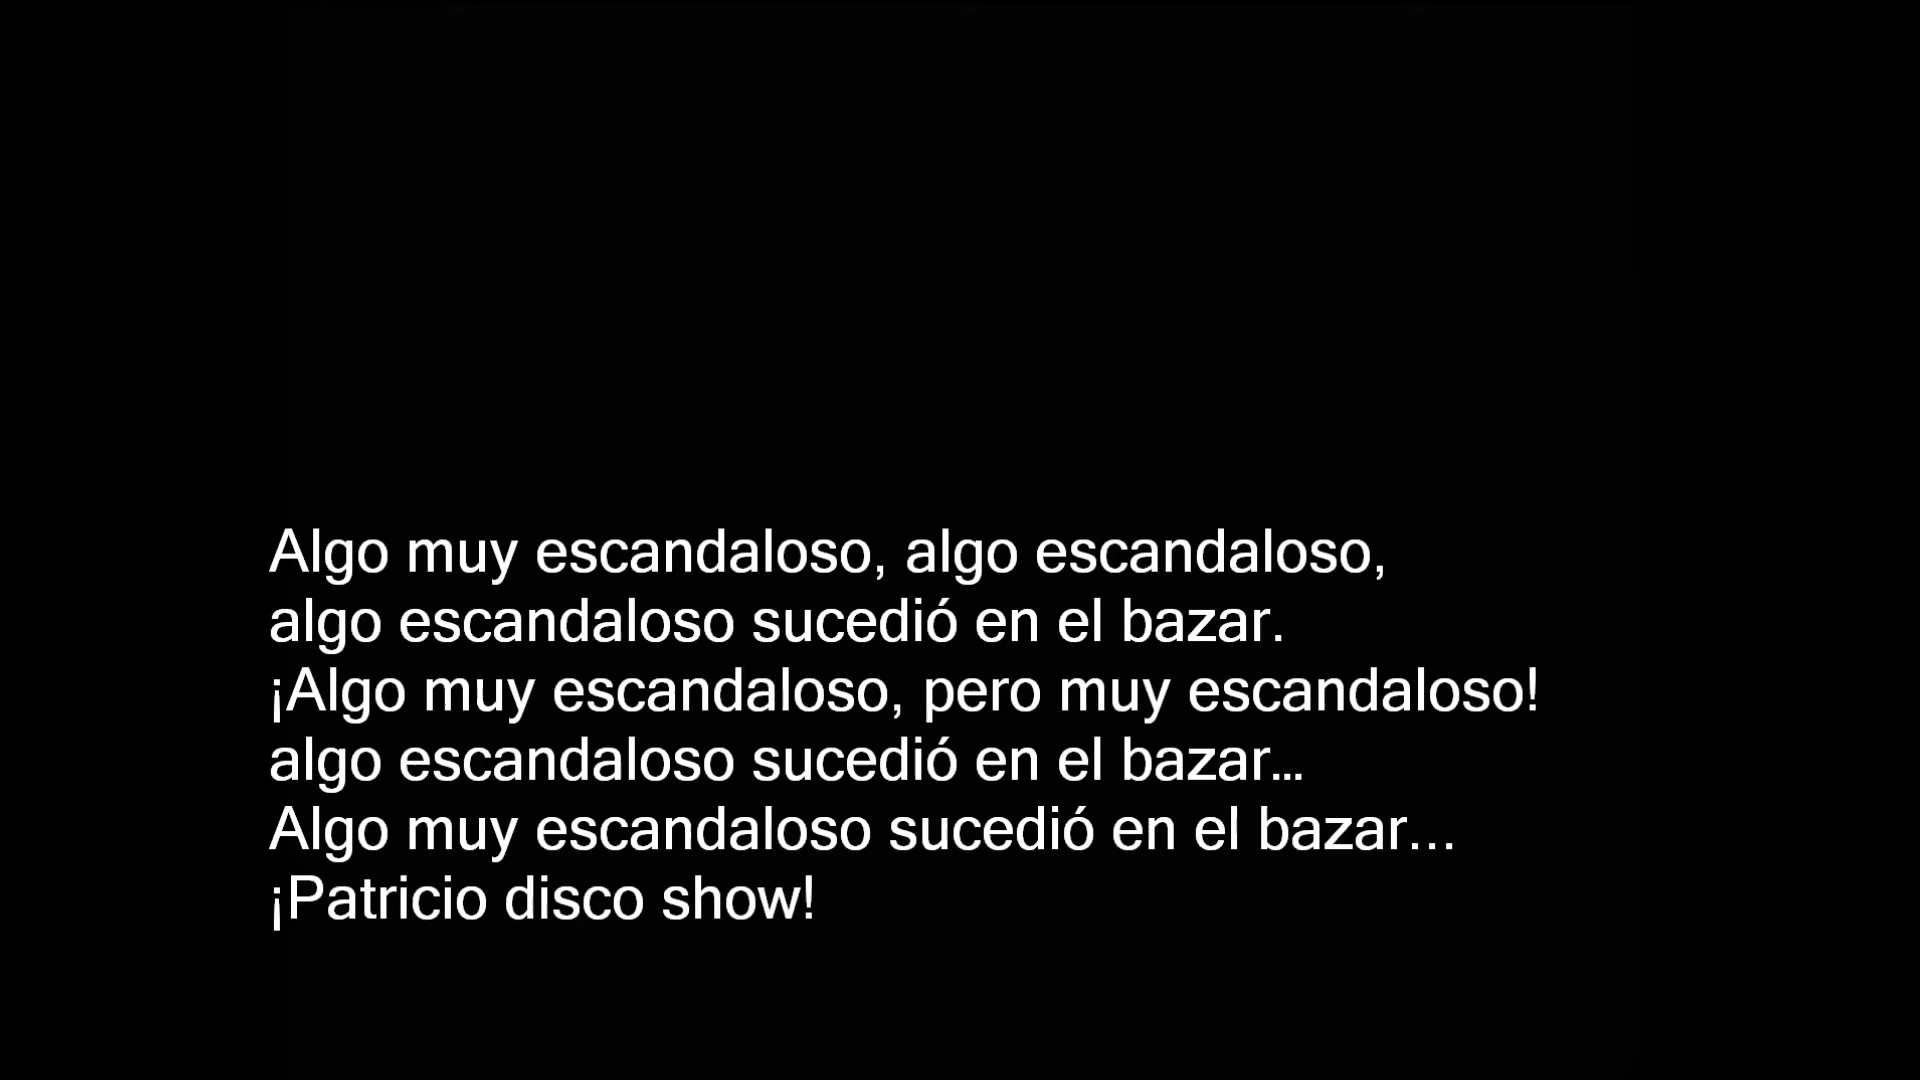 Algo muy escandaloso, algo escandaloso,
algo escandaloso sucedió en el bazar.
¡Algo muy escandaloso, pero muy escandaloso!
algo escandaloso sucedió en el bazar...
Algo muy escandaloso sucedió en el bazar...
¡Patricio disco show!